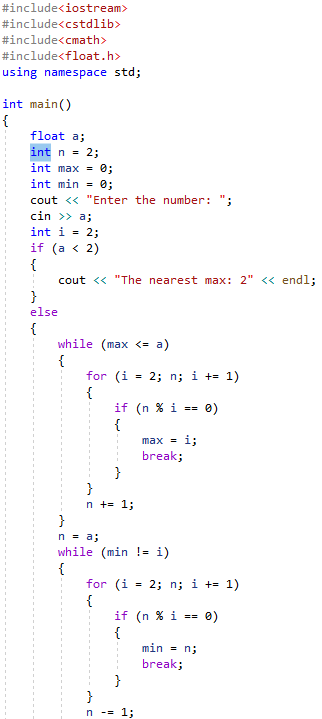 #include<iostream>
#include<cstdlib>
#include<cmath>
#include<float.h>
using namespace std;
int main()
{
float a;
int n = 2;
int max = 0;
int min = 0;
cout << "Enter the number: ";
cin >> a;
int i = 2;
if (a < 2)
{
cout << "The nearest max: 2" << endl;
}
else
{
while (max <= a)
{
for (i = 2; n; i += 1)
{
if (n % i == 0)
{
max = i;
break;
}
}
n += 1;
}
n = a;
while (min != i)
{
for (i = 2; n; i += 1)
{
if (n % i == 0)
{
min = n;
break;
}
}
n -= 1;